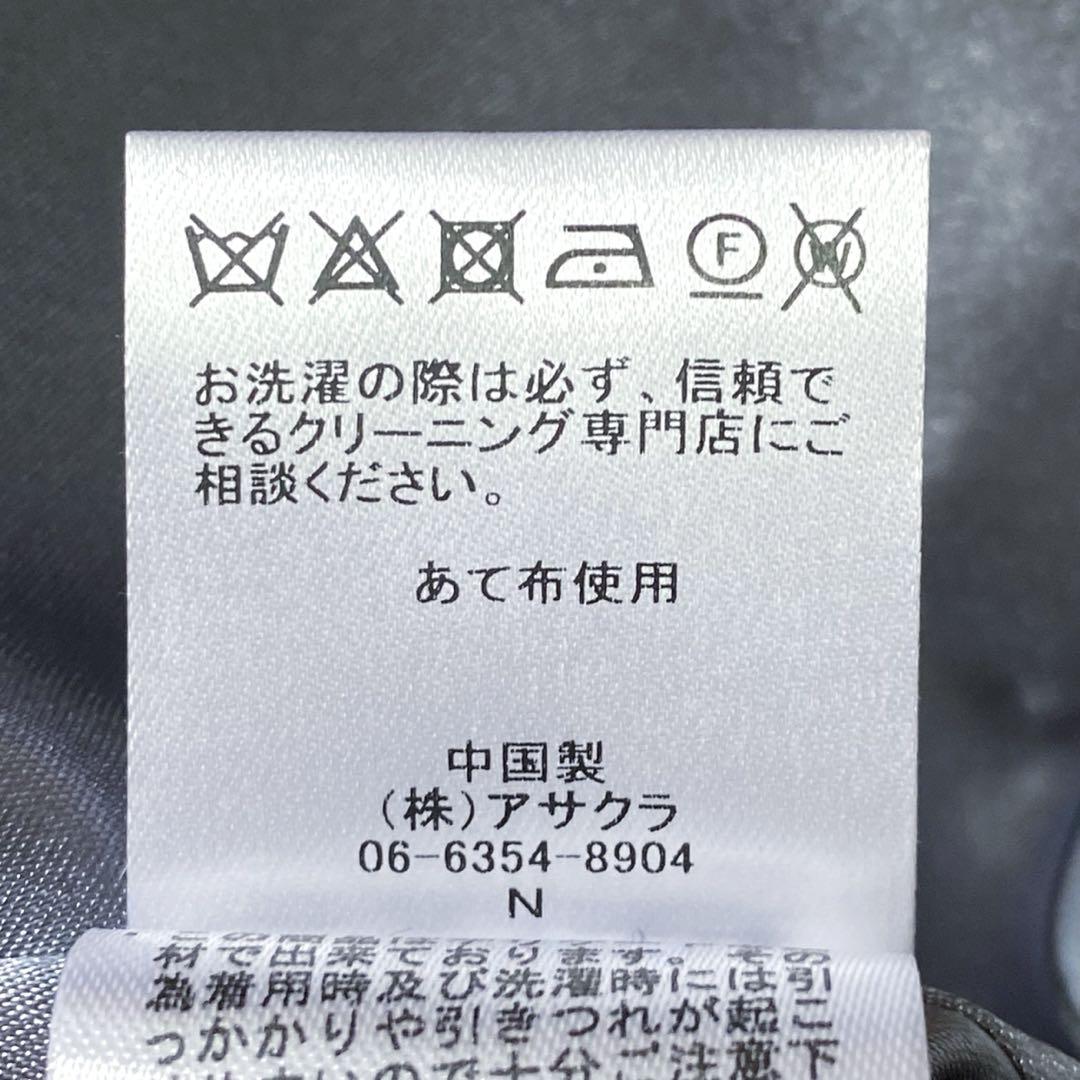 F
W
お洗濯の際は必ず、信頼で
きるクリーニング専門店にご
相談ください。
あて布使用
中国製
(株)アサクラ
06-6354-8904
N
為着用時及び洗濯時には引
っかかりや引きつれが起こ